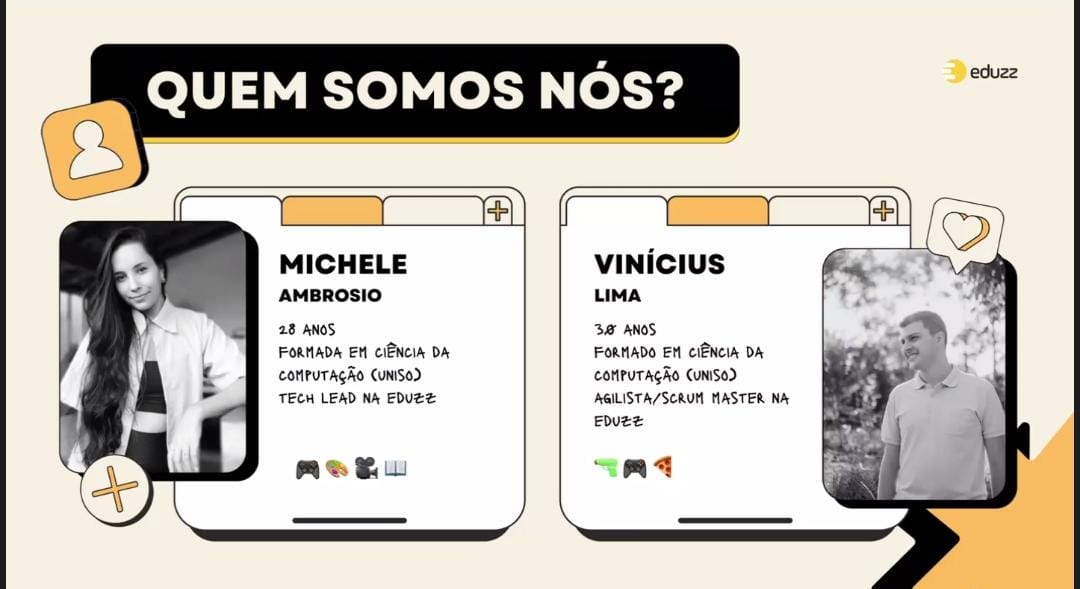 QUEM SOMOS NÓS?
eduzz
MICHELE
AMBROSIO
28 ANOS
FORMADA EM CIÊNCIA DA
COMPUTAÇÃO (UNISO)
TECH LEAD NA EDUZZ
VINÍCIUS
LIMA
30 ANOS
FORMADO EM CIÊNCIA DA
COMPUTAÇÃO (UNISO)
AGILISTA/SCRUM MASTER NA
EDUZZ